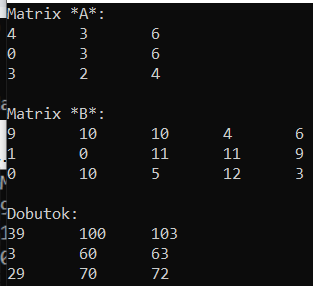 Matrix *A*:
4 3 6
0 3 6
3 2 4
Matrix *B*:
9 10 10 4 6
1 0 11 11 9
0 10 5 12 3
Dobutok:
39 100 103
3 60 63
29 70 72